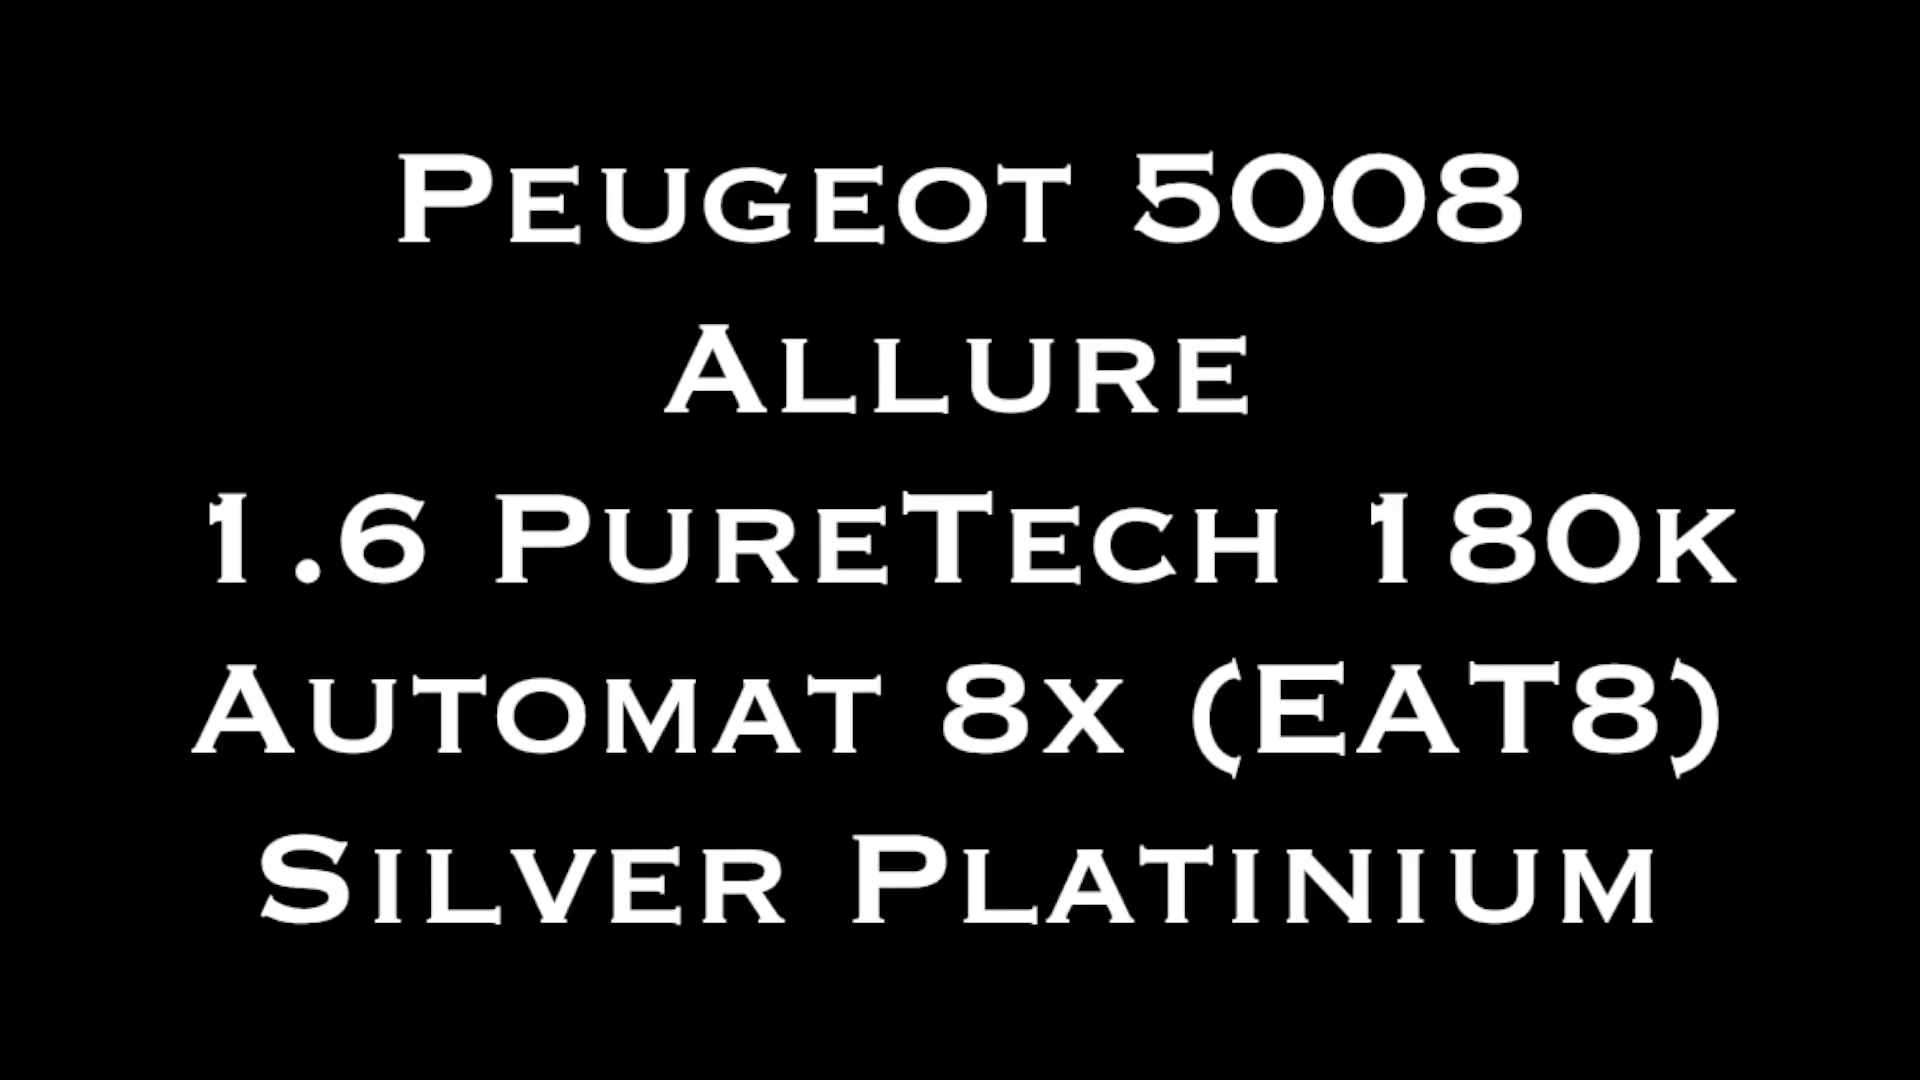 Peugeot 5008
Allure
1.6 PureTech 180k
Automat 8x (EAT8)
Silver Platinium